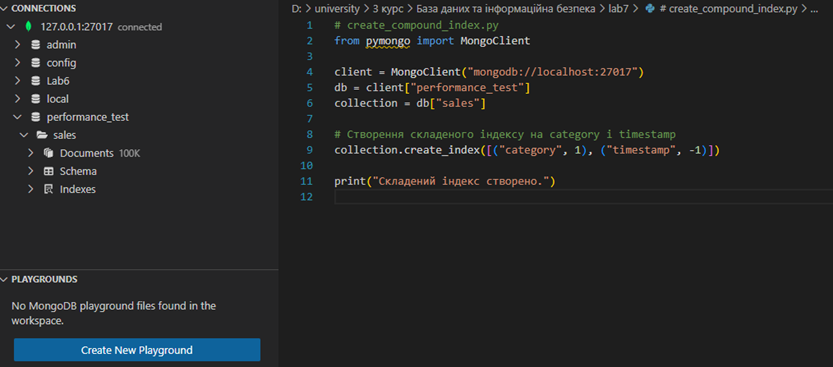 CONNECTIONS
127.0.0.1:27017 connected
admin
config
Lab6
local
performance_test
sales
Documents 100K
Schema
Indexes
PLAYGROUNDS
No MongoDB playground files found in the
workspace.
Create New Playground
D: > university > 3 курс > База даних та інформаційна безпека > lab7 > # create_compound_index.py > ...
1 # create_compound_index.py
2 from pymongo import MongoClient
3
4 client = MongoClient("mongodb://localhost:27017")
5 db = client["performance_test"]
6 collection = db["sales"]
7
8 # Створення складеного індексу на category і timestamp
9 collection.create_index([("category", 1), ("timestamp", -1)])
10
11 print("Складений індекс створено.")
12